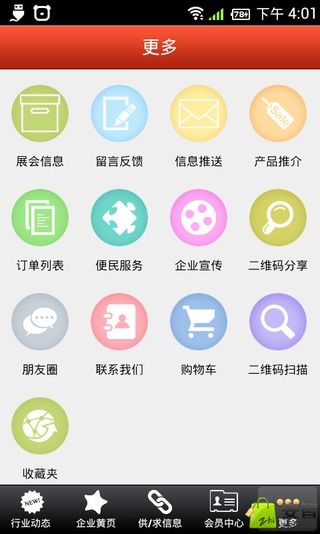 78 下午 4:01
更多
Sale
展会信息 留言反馈 信息推送 产品推介
订单列表 便民服务 企业宣传 二维码分享
朋友圈 联系我们 购物车 二维码扫描
收藏夹
NEW!
行业动态 企业黄页 供/求信息 会员中心 更多